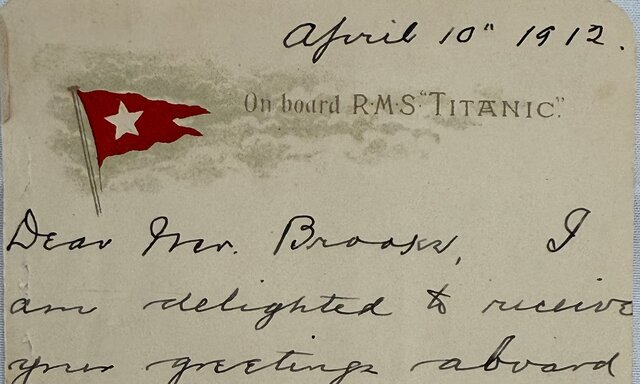 April 10" 1912.
On board R·M·S "TITANIC".
Dear Mr. Brooks, I
am delighted to receive
your greetings aboard